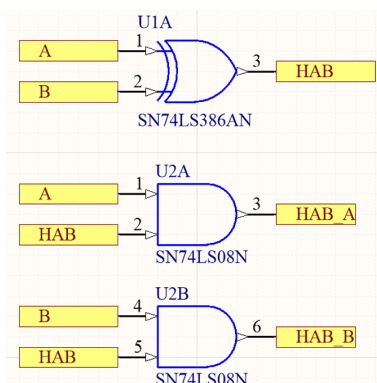 U1A
A 1
B 2
3 HAB
SN74LS386AN
U2A
A 1
HAB 2
3 HAB_A
SN74LS08N
U2B
B 4
HAB 5
6 HAB_B
SN74LS08N